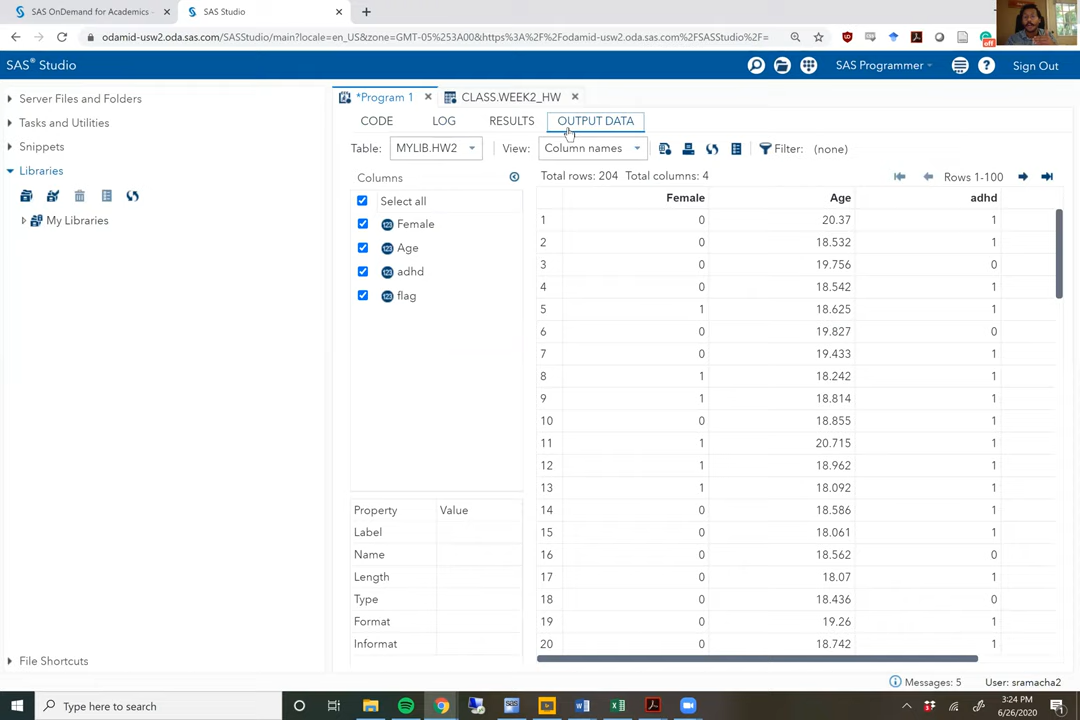 SAS OnDemand for Academics
SAS Studio
odamid-usw2.oda.sas.com/SASStudio/main?locale=en_US&zone=GMT-05%253A00&https%3A%2F%2Fodamid-usw2.oda.sas.com%2FSASStudio%2F=
off
SAS® Studio
SAS Programmer
Sign Out
Server Files and Folders
Tasks and Utilities
Snippets
Libraries
My Libraries
File Shortcuts
*Program 1
CLASS.WEEK2_HW
CODE LOG RESULTS OUTPUT DATA
Table: MYLIB.HW2 View: Column names Filter: (none)
Columns
Select all
Female
Age
adhd
flag
Property Value
Label
Name
Length
Type
Format
Informat
Total rows: 204 Total columns: 4 Rows 1-100
Female Age adhd
1 0 20.37 1
2 0 18.532 1
3 0 19.756 0
4 0 18.542 1
5 1 18.625 1
6 0 19.827 0
7 0 19.433 1
8 1 18.242 1
9 1 18.814 1
10 0 18.855 1
11 1 20.715 1
12 1 18.962 1
13 1 18.092 1
14 0 18.586 1
15 0 18.061 1
16 0 18.562 0
17 0 18.07 1
18 0 18.436 0
19 0 19.26 1
20 0 18.742 1
Messages: 5 User: sramacha2
Type here to search
3:24 PM
6/26/2020